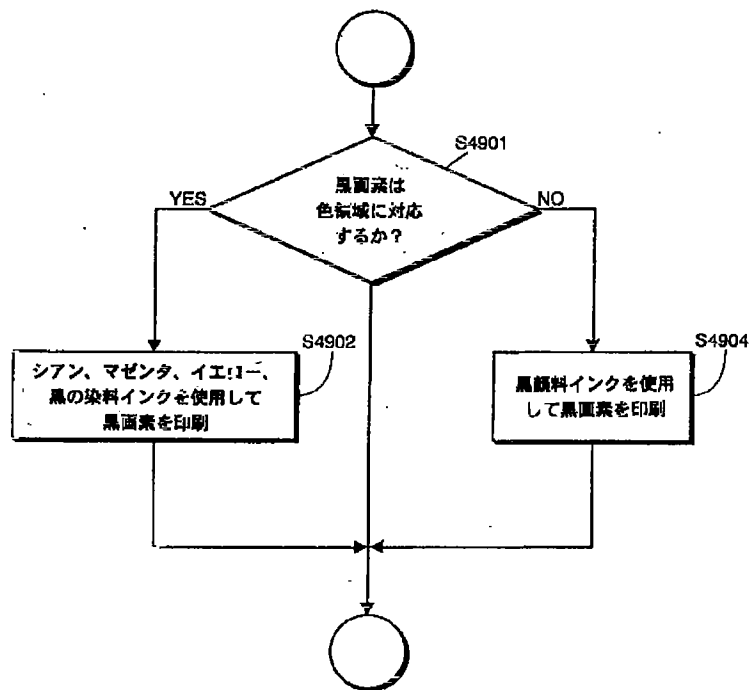 S4901
黒画素は
色領域に対応
するか？
YES
NO
S4902
シアン、マゼンタ、イエロー、
黒の染料インクを使用して
黒画素を印刷
S4904
黒顔料インクを使用
して黒画素を印刷